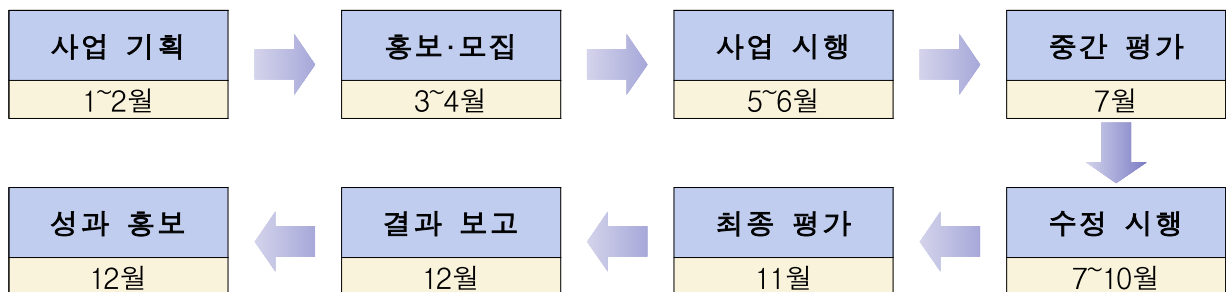 사업 기획
1~2월
홍보·모집
3~4월
사업 시행
5~6월
중간 평가
7월
수정 시행
7~10월
최종 평가
11월
결과 보고
12월
성과 홍보
12월